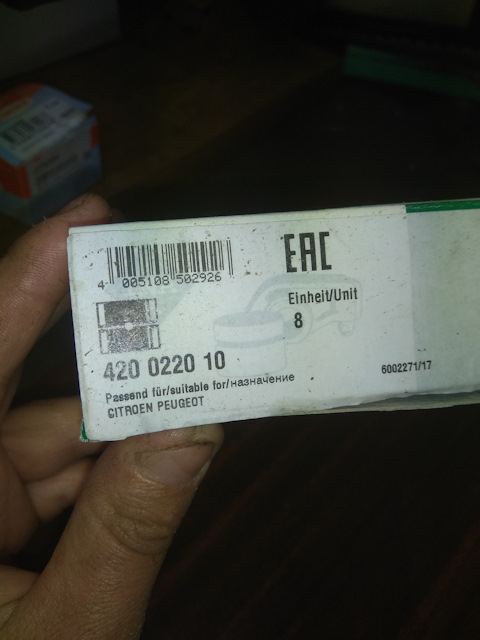 EAC
4 005108 502926
Einheit/Unit
8
420 0220 10
6002271/17
Passend für/suitable for/назначение
CITROEN PEUGEOT